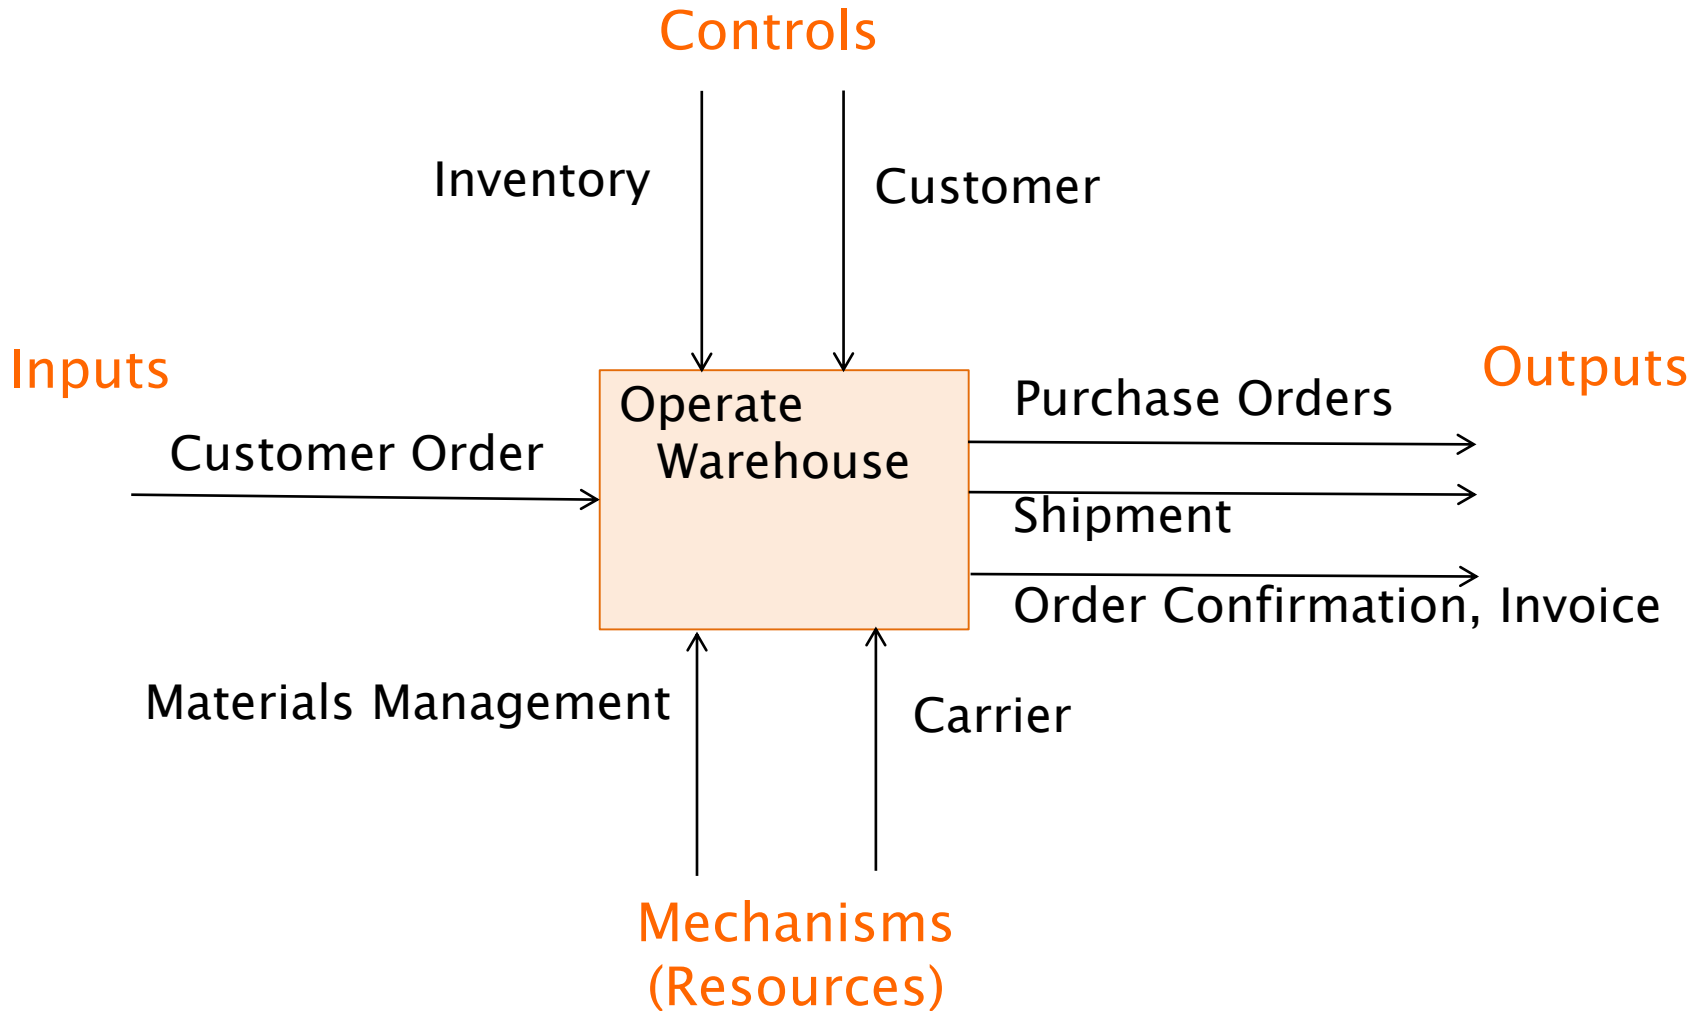 Controls
Inventory
Customer
Inputs
Outputs
Customer Order
Operate
Warehouse
Purchase Orders
Shipment
Order Confirmation, Invoice
Materials Management
Carrier
Mechanisms
(Resources)